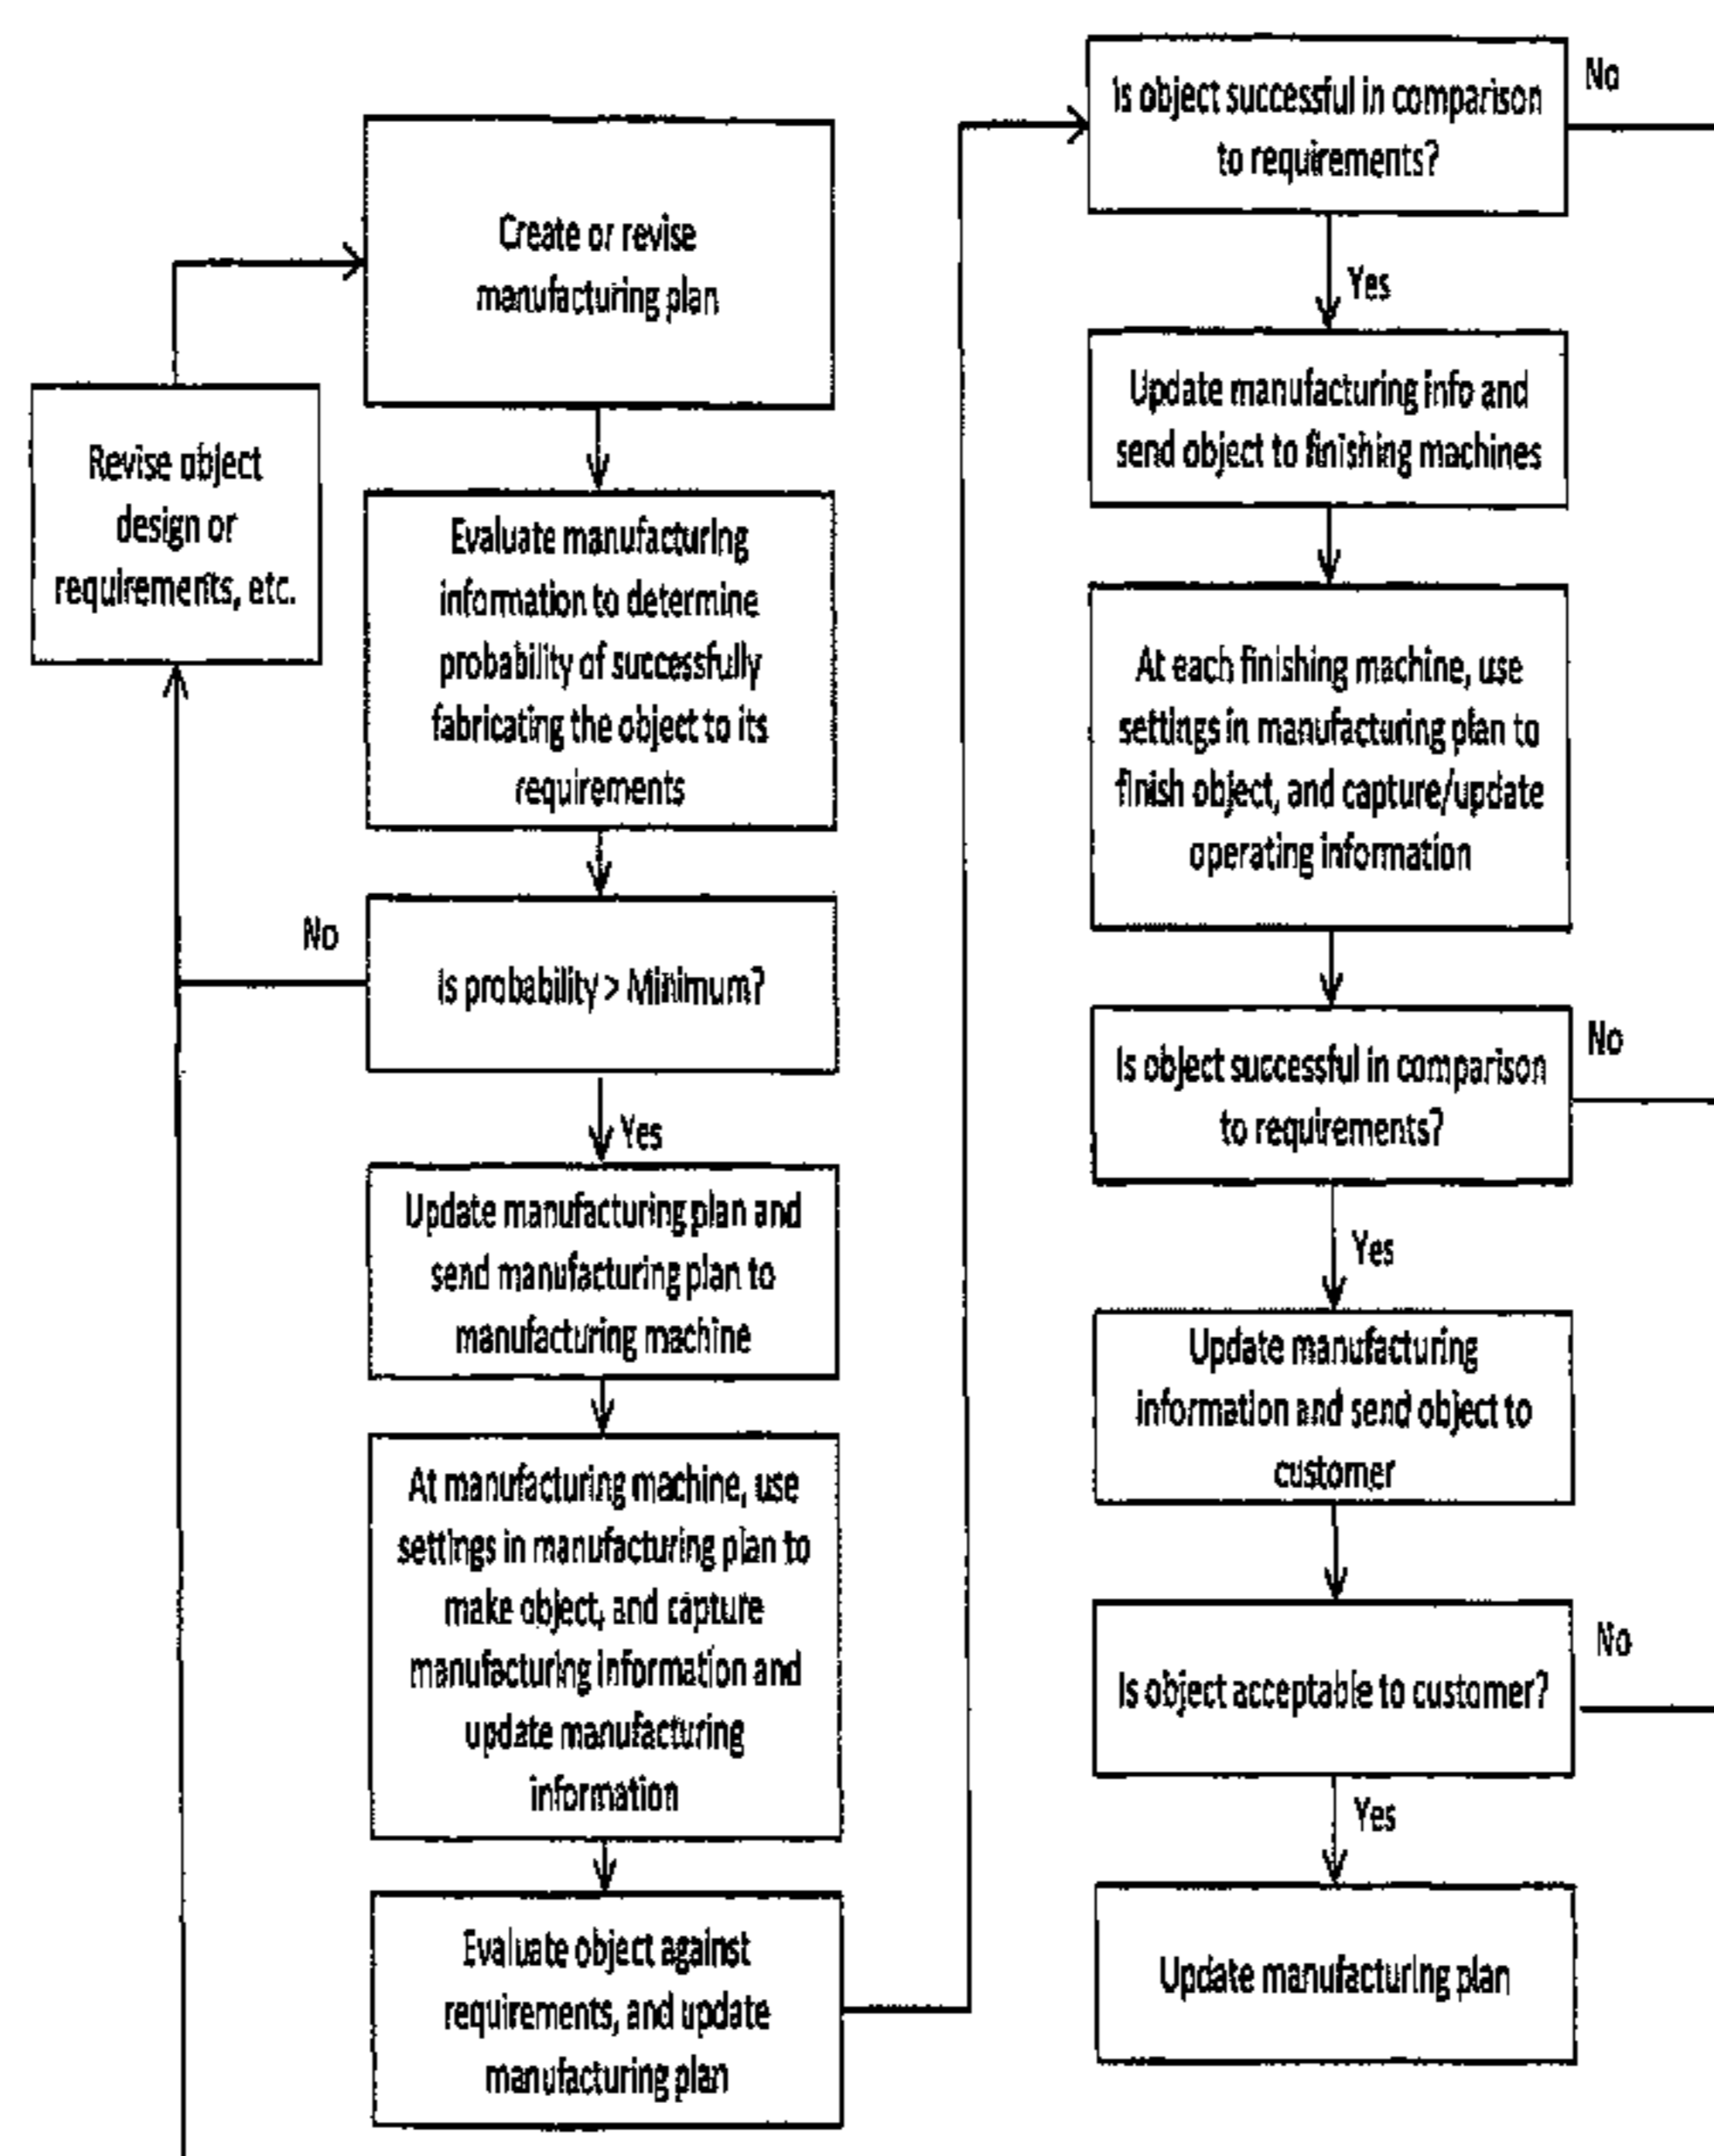 Create or revise
manufacturing plan
Revise object
design or
requirements, etc.
Evaluate manufacturing
information to determine
probability of successfully
fabricating the object to its
requirements
No
Is probability > Minimum?
Yes
Update manufacturing plan and
send manufacturing plan to
manufacturing machine
At manufacturing machine, use
settings in manufacturing plan to
make object, and capture
manufacturing information and
update manufacturing
information
Evaluate object against
requirements, and update
manufacturing plan
Is object successful in comparison
to requirements?
No
Yes
Update manufacturing info and
send object to finishing machines
At each finishing machine, use
settings in manufacturing plan to
finish object, and capture/update
operating information
Is object successful in comparison
to requirements?
No
Yes
Update manufacturing
information and send object to
customer
Is object acceptable to customer?
No
Yes
Update manufacturing plan